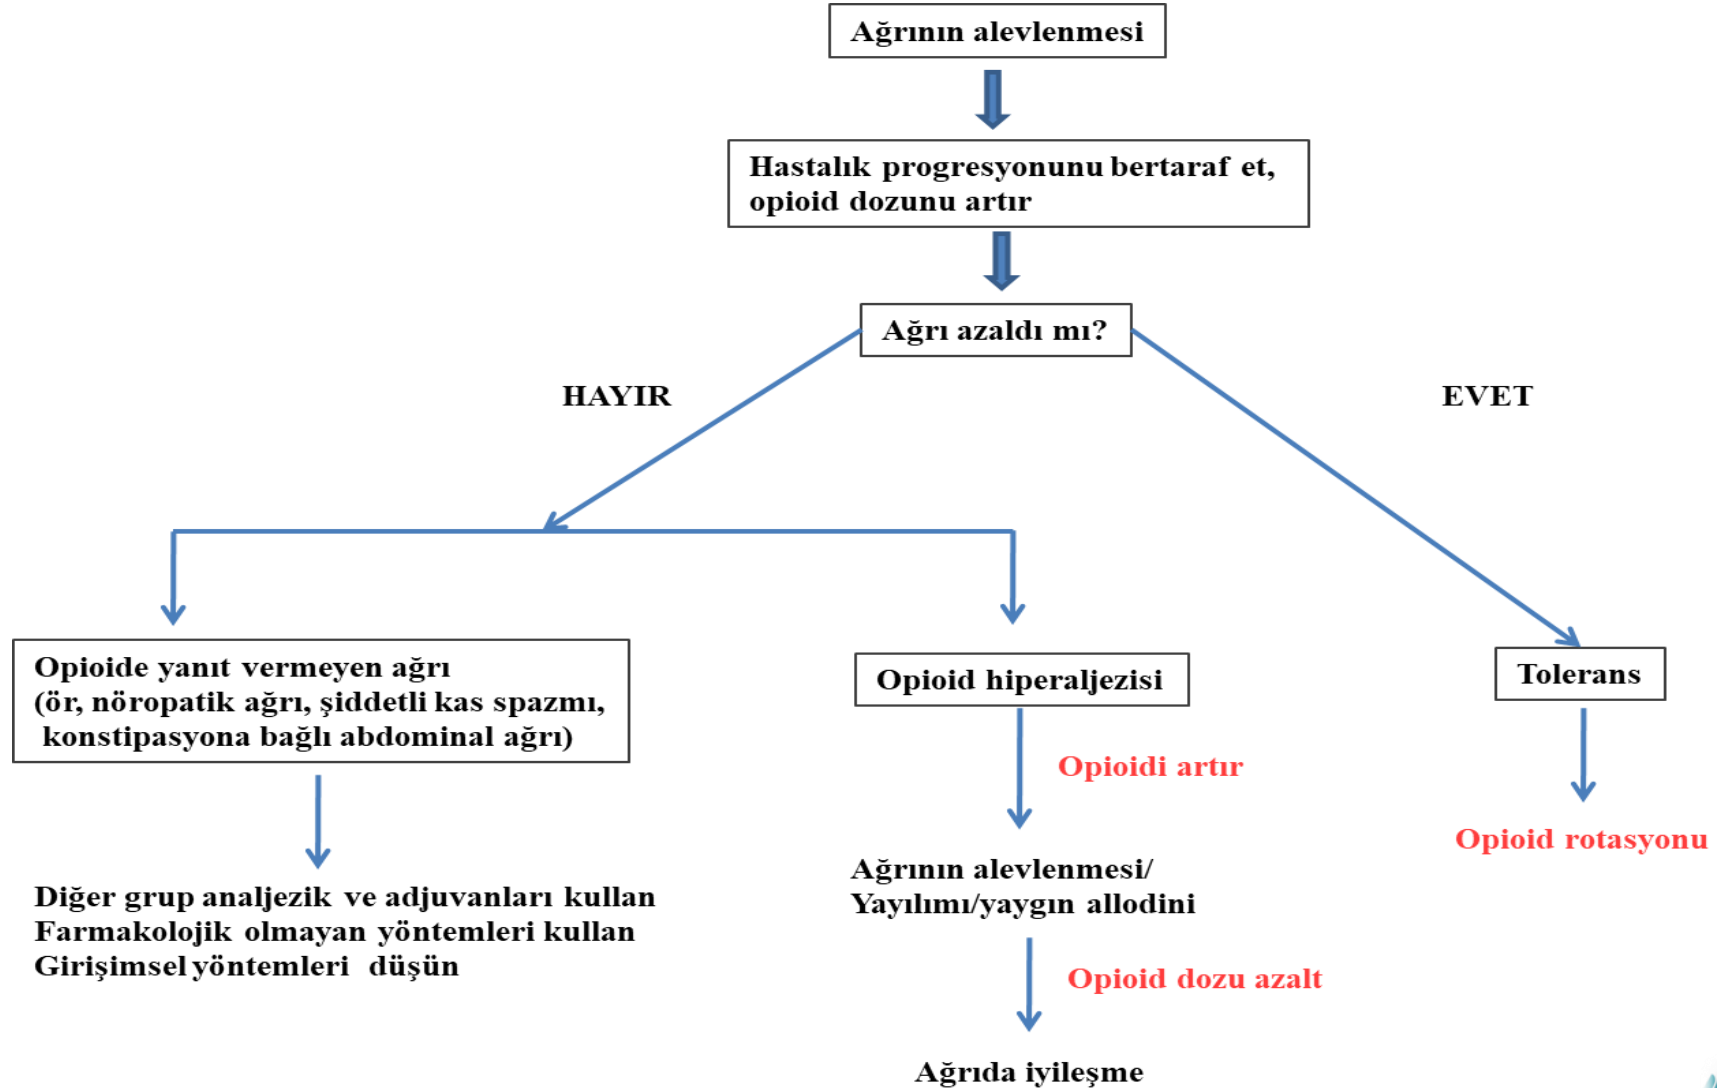 Ağrının alevlenmesi
Hastalık progresyonunu bertaraf et,
opioid dozunu artır
Ağrı azaldı mı?
HAYIR
EVET
Opioide yanıt vermeyen ağrı
(ör, nöropatik ağrı, şiddetli kas spazmı,
konstipasyona bağlı abdominal ağrı)
Opioid hiperaljezisi
Tolerans
Opioidi artır
Opioid rotasyonu
Diğer grup analjezik ve adjuvanları kullan
Farmakolojik olmayan yöntemleri kullan
Girişimsel yöntemleri düşün
Ağrının alevlenmesi/
Yayılımı/yaygın allodini
Opioid dozu azalt
Ağrıda iyileşme